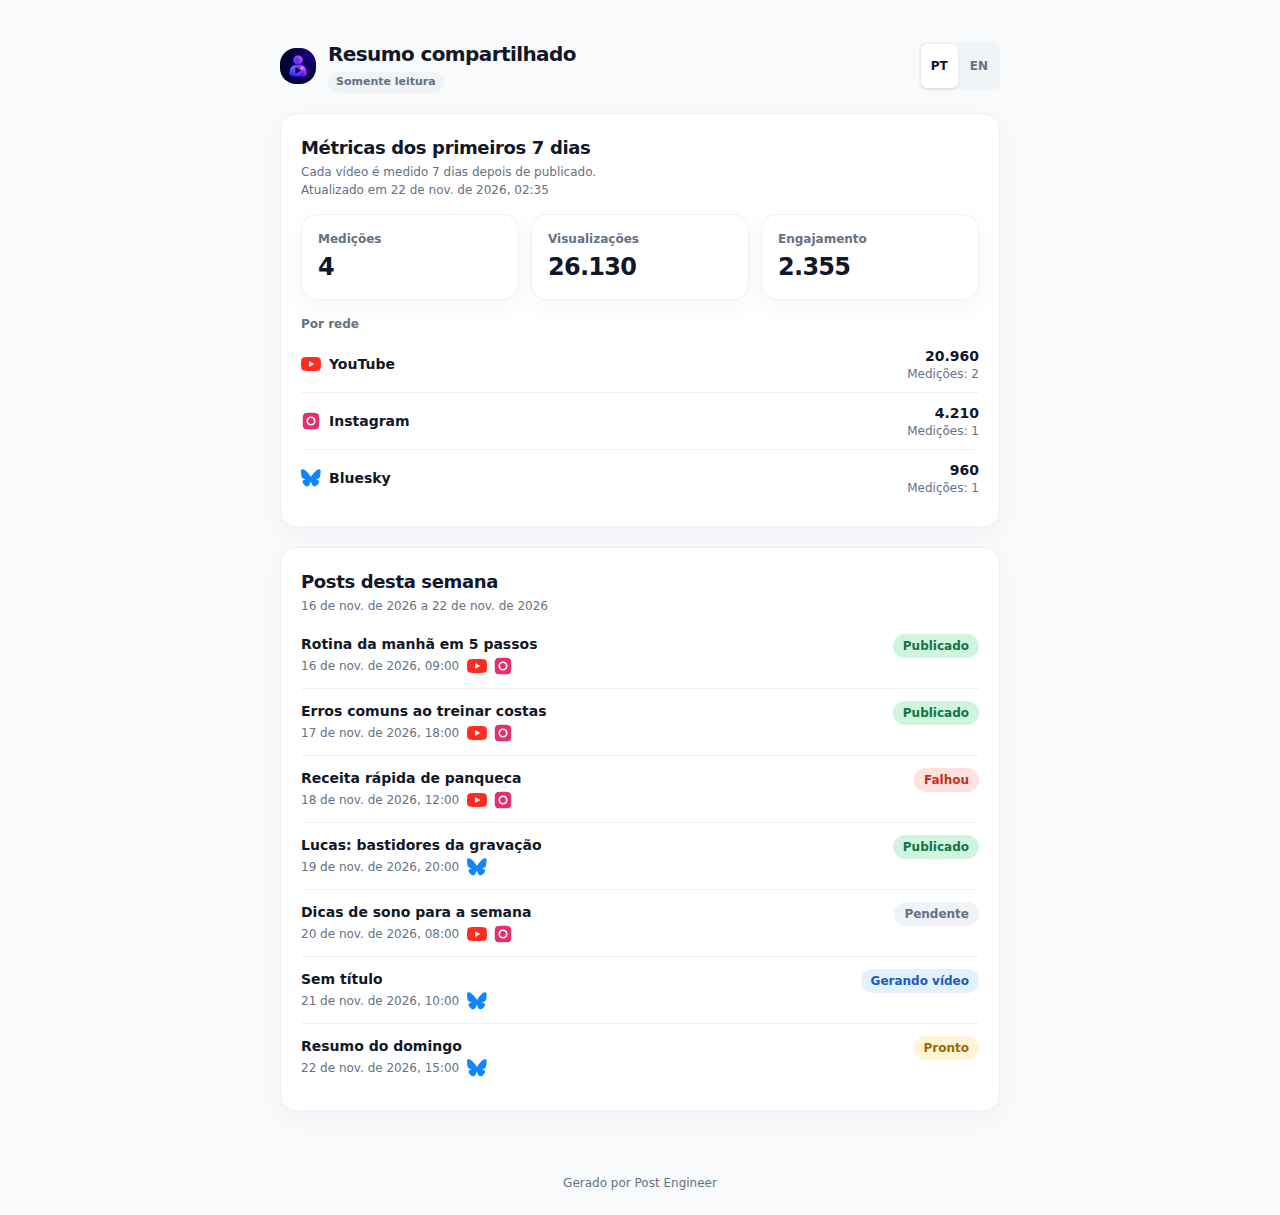 Resumo compartilhado
Somente leitura
PT
EN
Métricas dos primeiros 7 dias
Cada vídeo é medido 7 dias depois de publicado.
Atualizado em 22 de nov. de 2026, 02:35
Medições
4
Visualizações
26.130
Engajamento
2.355
Por rede
YouTube
20.960
Medições: 2
Instagram
4.210
Medições: 1
Bluesky
960
Medições: 1
Posts desta semana
16 de nov. de 2026 a 22 de nov. de 2026
Rotina da manhã em 5 passos
Publicado
16 de nov. de 2026, 09:00
Erros comuns ao treinar costas
Publicado
17 de nov. de 2026, 18:00
Receita rápida de panqueca
Falhou
18 de nov. de 2026, 12:00
Lucas: bastidores da gravação
Publicado
19 de nov. de 2026, 20:00
Dicas de sono para a semana
Pendente
20 de nov. de 2026, 08:00
Sem título
Gerando vídeo
21 de nov. de 2026, 10:00
Resumo do domingo
Pronto
22 de nov. de 2026, 15:00
Gerado por Post Engineer